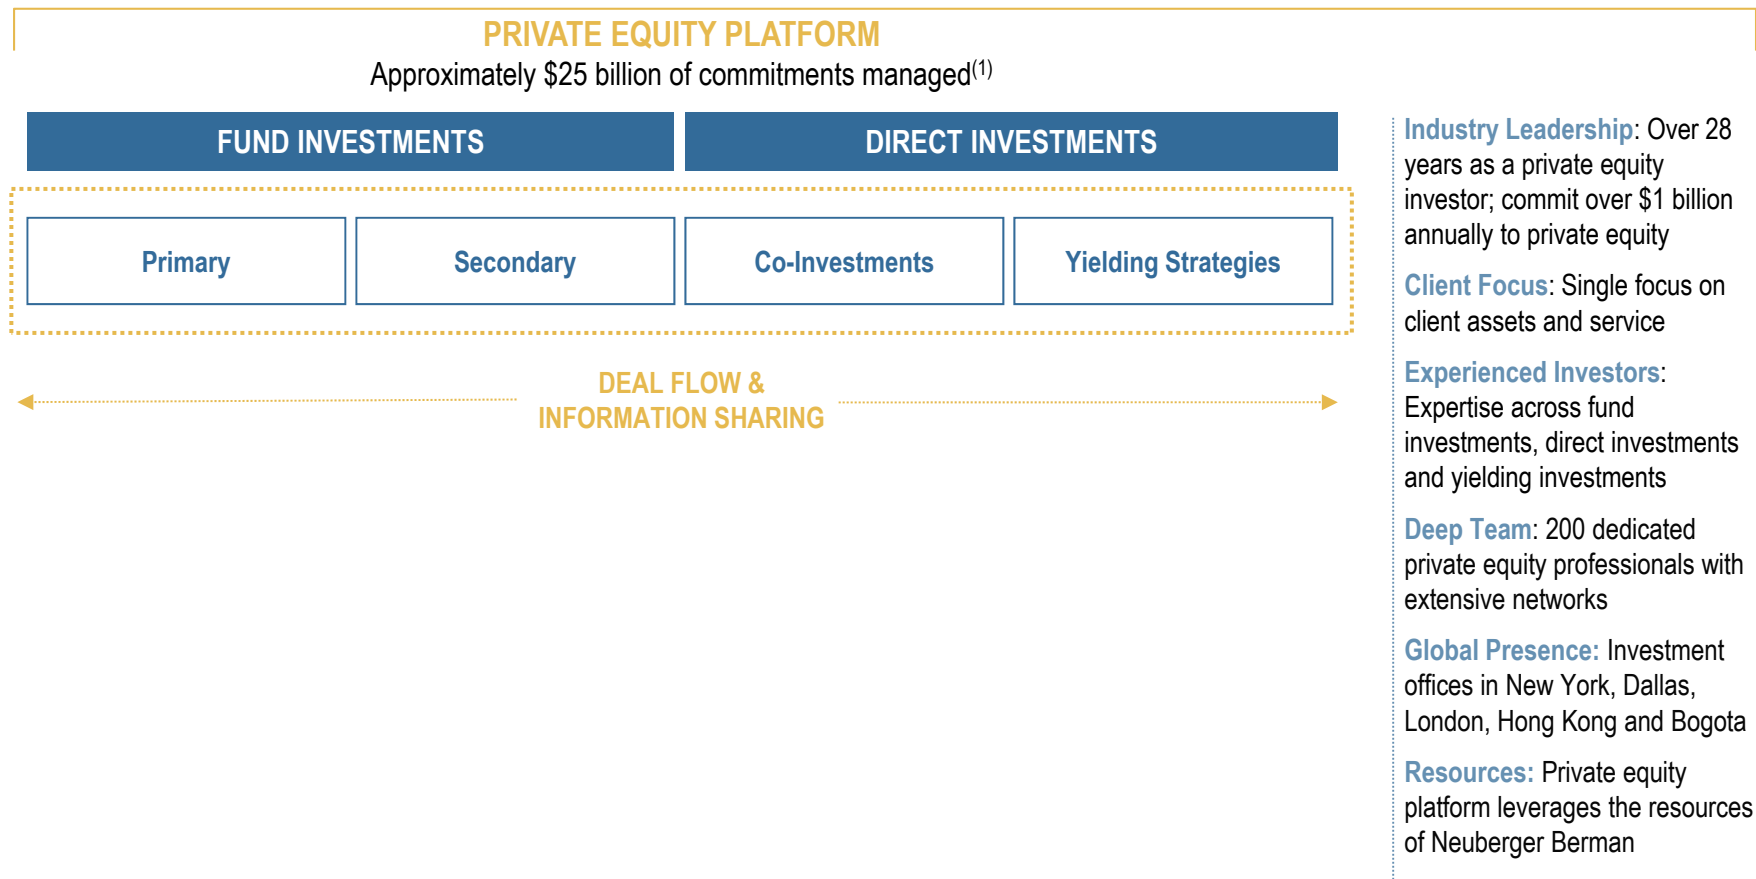 PRIVATE EQUITY PLATFORM
Approximately $25 billion of commitments managed(1)
FUND INVESTMENTS
DIRECT INVESTMENTS
Primary
Secondary
Co-Investments
Yielding Strategies
DEAL FLOW &
INFORMATION SHARING
Industry Leadership: Over 28
years as a private equity
investor; commit over $1 billion
annually to private equity
Client Focus: Single focus on
client assets and service
Experienced Investors:
Expertise across fund
investments, direct investments
and yielding investments
Deep Team: 200 dedicated
private equity professionals with
extensive networks
Global Presence: Investment
offices in New York, Dallas,
London, Hong Kong and Bogota
Resources: Private equity
platform leverages the resources
of Neuberger Berman